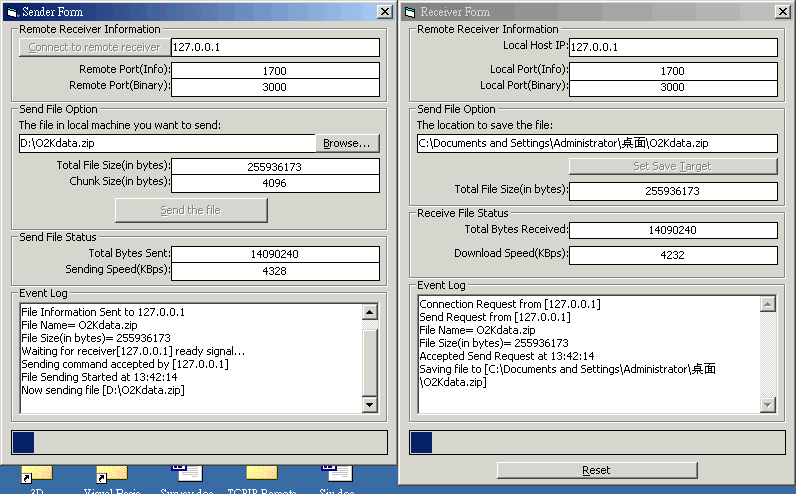 Sender Form
Remote Receiver Information
Connect to remote receiver 127.0.0.1
Remote Port(Info): 1700
Remote Port(Binary): 3000
Send File Option
The file in local machine you want to send:
D:\O2Kdata.zip Browse...
Total File Size(in bytes): 255936173
Chunk Size(in bytes): 4096
Send the file
Send File Status
Total Bytes Sent: 14090240
Sending Speed(KBps): 4328
Event Log
File Information Sent to 127.0.0.1
File Name= O2Kdata.zip
File Size(in bytes)= 255936173
Waiting for receiver[127.0.0.1] ready signal...
Sending command accepted by [127.0.0.1]
File Sending Started at 13:42:14
Now sending file [D:\O2Kdata.zip]
Receiver Form
Remote Receiver Information
Local Host IP: 127.0.0.1
Local Port(Info): 1700
Local Port(Binary): 3000
Send File Option
The location to save the file:
C:\Documents and Settings\Administrator\桌面\O2Kdata.zip
Set Save Target
Total File Size(in bytes): 255936173
Receive File Status
Total Bytes Received: 14090240
Download Speed(KBps): 4232
Event Log
Connection Request from [127.0.0.1]
Send Request from [127.0.0.1]
File Name= O2Kdata.zip
File Size(in bytes)= 255936173
Accepted Send Request at 13:42:14
Saving file to [C:\Documents and Settings\Administrator\桌面
\O2Kdata.zip]
Reset
3D Visual Basic Survey.doc TCPIP Remote